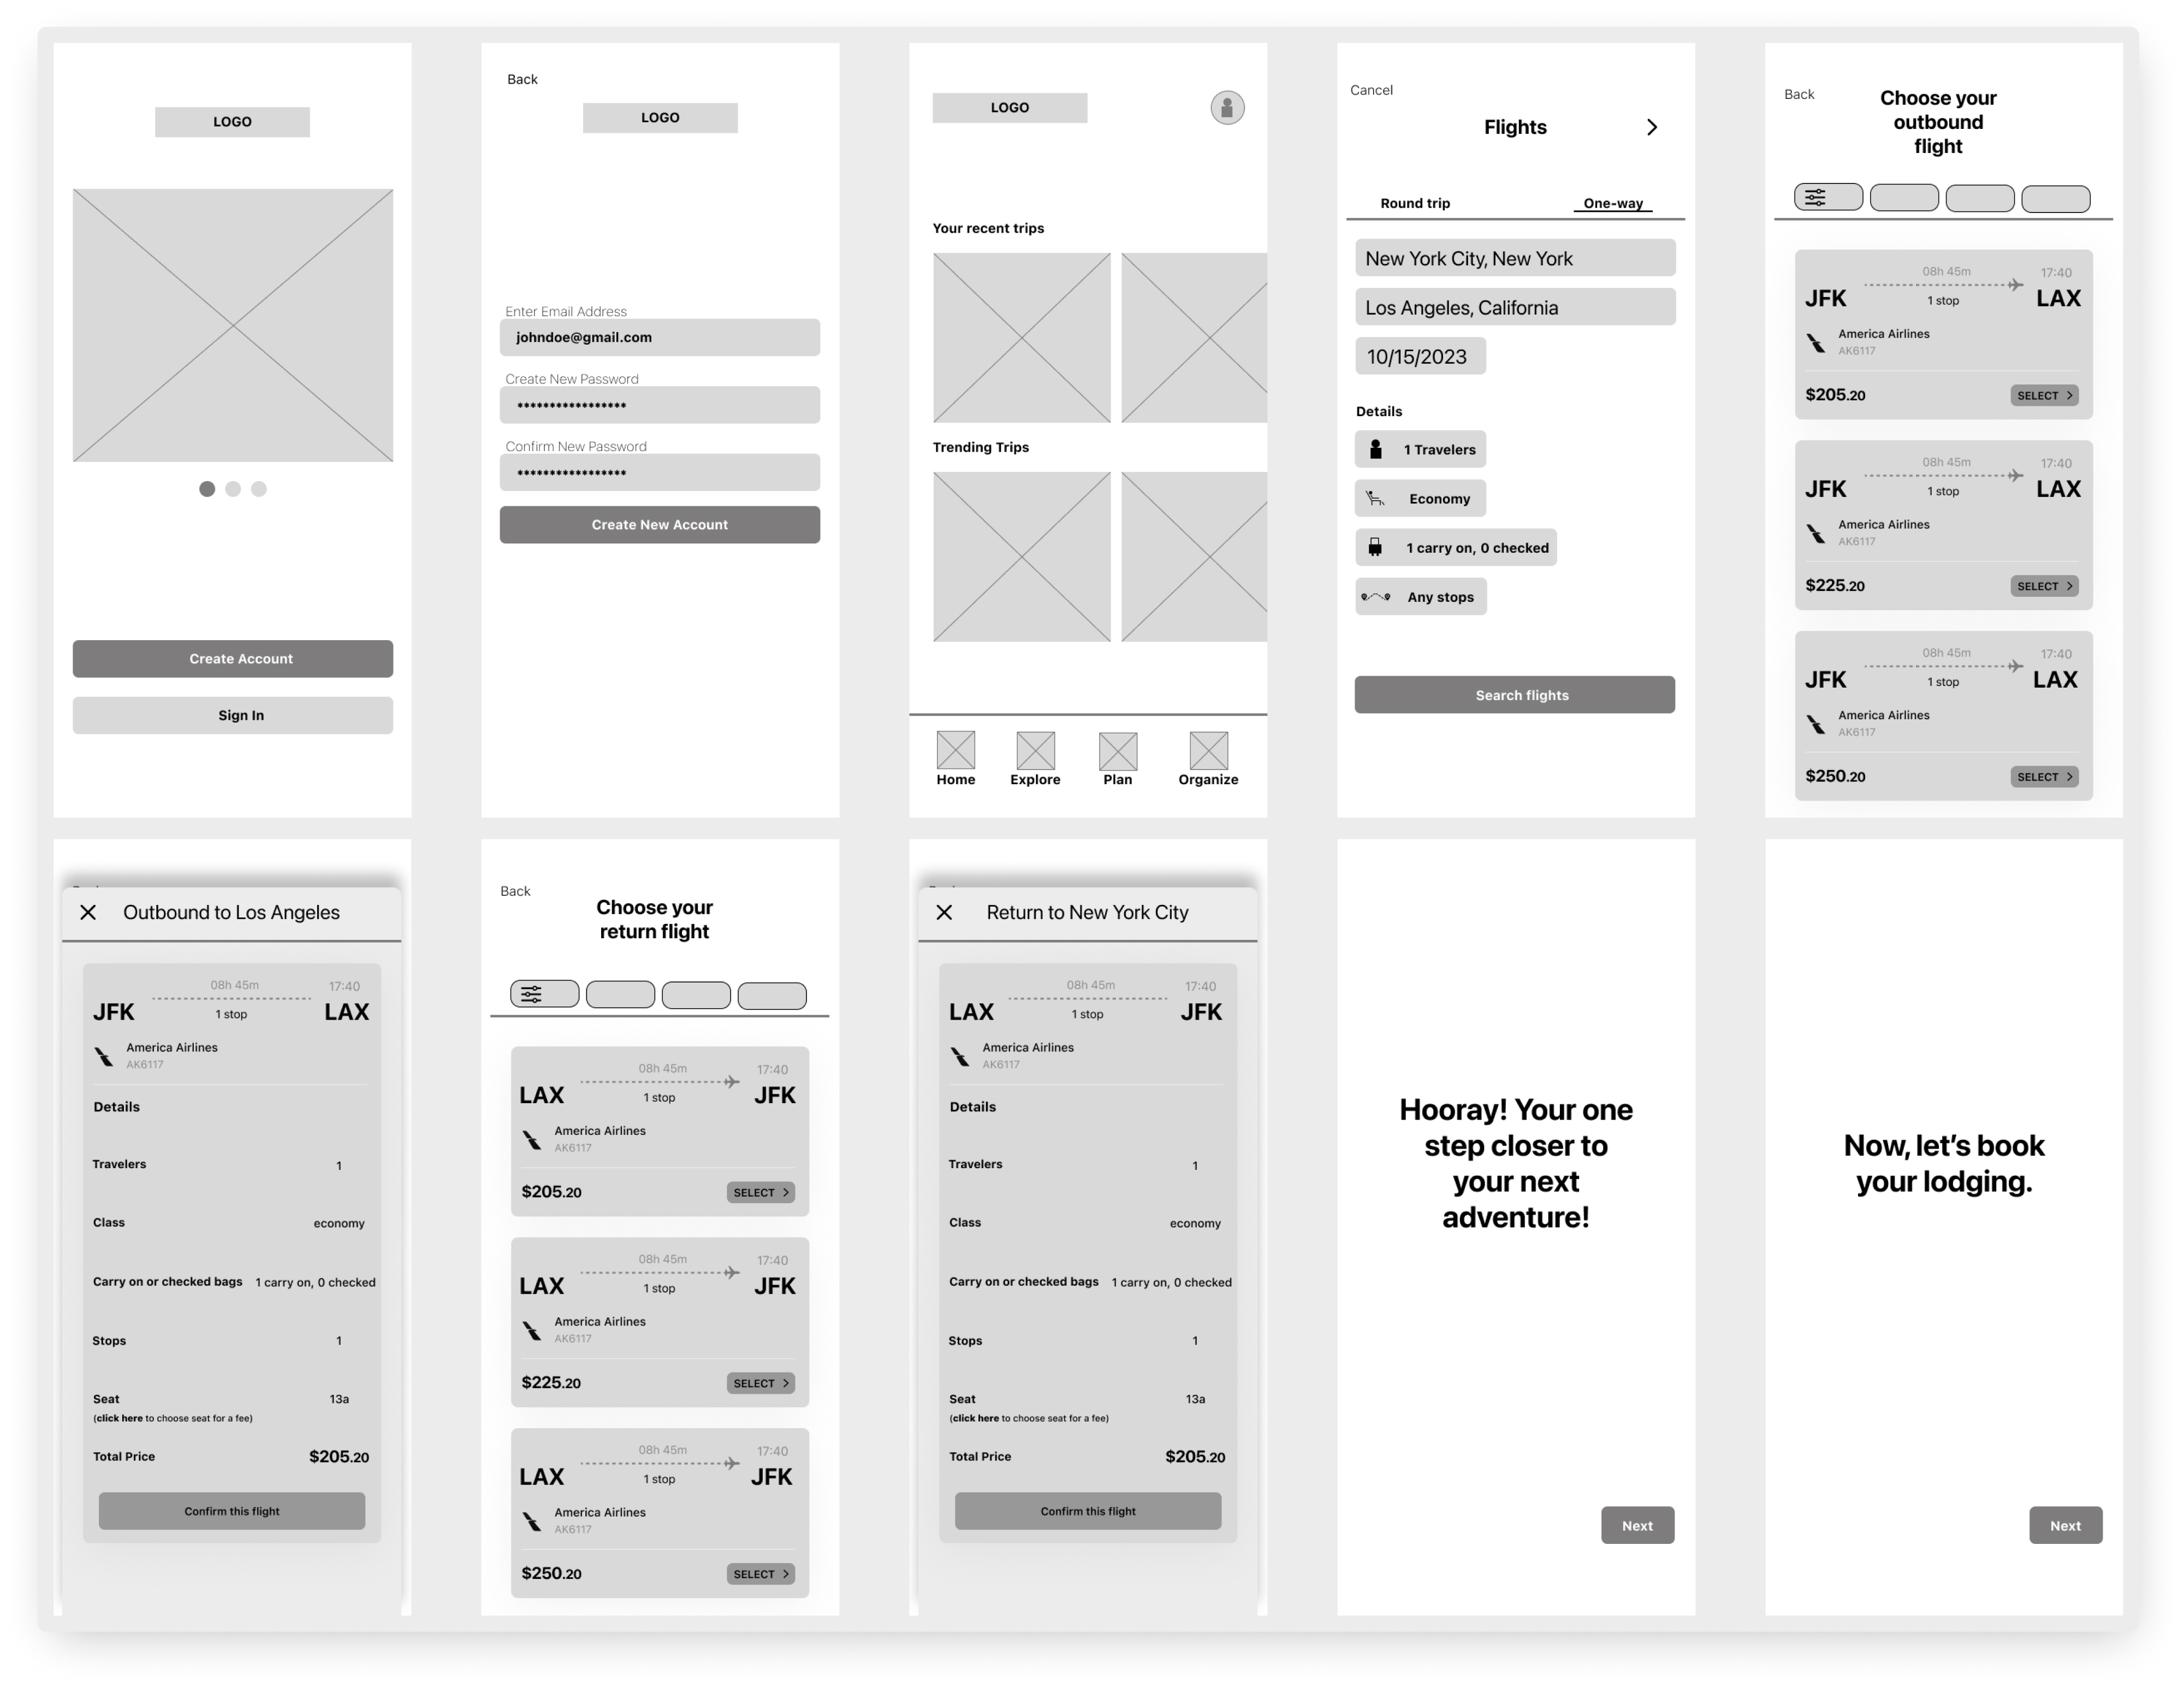 LOGO
Create Account
Sign In
Back
LOGO
Enter Email Address
johndoe@gmail.com
Create New Password
*****************
Confirm New Password
*****************
Create New Account
LOGO
Your recent trips
Trending Trips
Home
Explore
Plan
Organize
Cancel
Flights
Round trip
One-way
New York City, New York
Los Angeles, California
10/15/2023
Details
1 Travelers
Economy
1 carry on, 0 checked
Any stops
Search flights
Back
Choose your
outbound
flight
08h 45m
17:40
JFK
1 stop
LAX
America Airlines
AK6117
$205.20
SELECT
08h 45m
17:40
JFK
1 stop
LAX
America Airlines
AK6117
$225.20
SELECT
08h 45m
17:40
JFK
1 stop
LAX
America Airlines
AK6117
$250.20
SELECT
Outbound to Los Angeles
08h 45m
17:40
JFK
1 stop
LAX
America Airlines
AK6117
Details
Travelers
1
Class
economy
Carry on or checked bags
1 carry on, 0 checked
Stops
1
Seat
13a
(click here to choose seat for a fee)
Total Price
$205.20
Confirm this flight
Back
Choose your
return flight
08h 45m
17:40
LAX
1 stop
JFK
America Airlines
AK6117
$205.20
SELECT
08h 45m
17:40
LAX
1 stop
JFK
America Airlines
AK6117
$225.20
SELECT
08h 45m
17:40
LAX
1 stop
JFK
America Airlines
AK6117
$250.20
SELECT
Return to New York City
08h 45m
17:40
LAX
1 stop
JFK
America Airlines
AK6117
Details
Travelers
1
Class
economy
Carry on or checked bags
1 carry on, 0 checked
Stops
1
Seat
13a
(click here to choose seat for a fee)
Total Price
$205.20
Confirm this flight
Hooray! Your one
step closer to
your next
adventure!
Next
Now, let’s book
your lodging.
Next